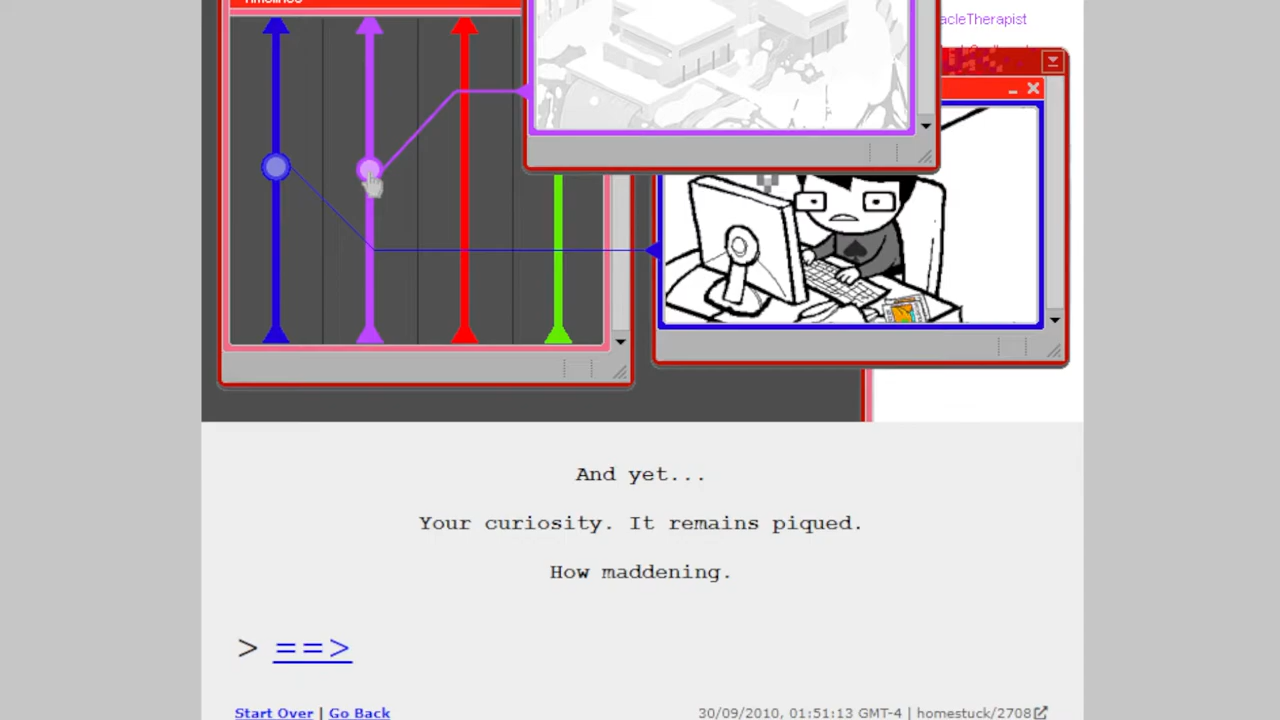 Timelines
acleTherapist
And yet...
Your curiosity. It remains piqued.
How maddening.
> ==>
Start Over | Go Back
30/09/2010, 01:51:13 GMT-4 | homestuck/2708